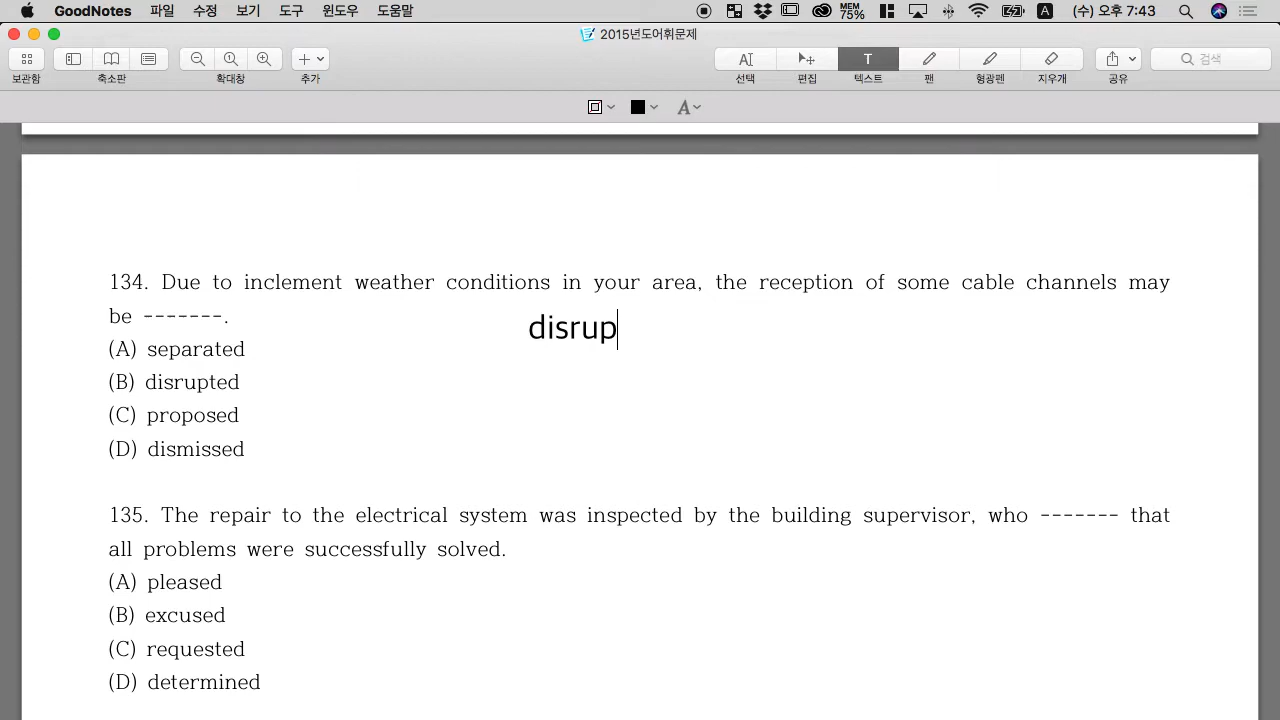 GoodNotes 파일 수정 보기 도구 윈도우 도움말 MEM 75% A (수) 오후 7:43
2015년도어휘문제
보관함 축소판 확대창 추가 선택 편집 텍스트 펜 형광펜 지우개 공유 검색
134. Due to inclement weather conditions in your area, the reception of some cable channels may
be -------.
disrup
(A) separated
(B) disrupted
(C) proposed
(D) dismissed
135. The repair to the electrical system was inspected by the building supervisor, who ------- that
all problems were successfully solved.
(A) pleased
(B) excused
(C) requested
(D) determined